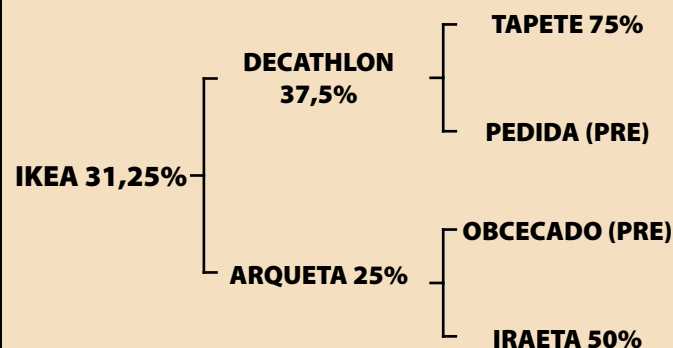 TAPETE 75%
DECATHLON
37,5%
PEDIDA (PRE)
IKEA 31,25%
OBCECADO (PRE)
ARQUETA 25%
IRAETA 50%